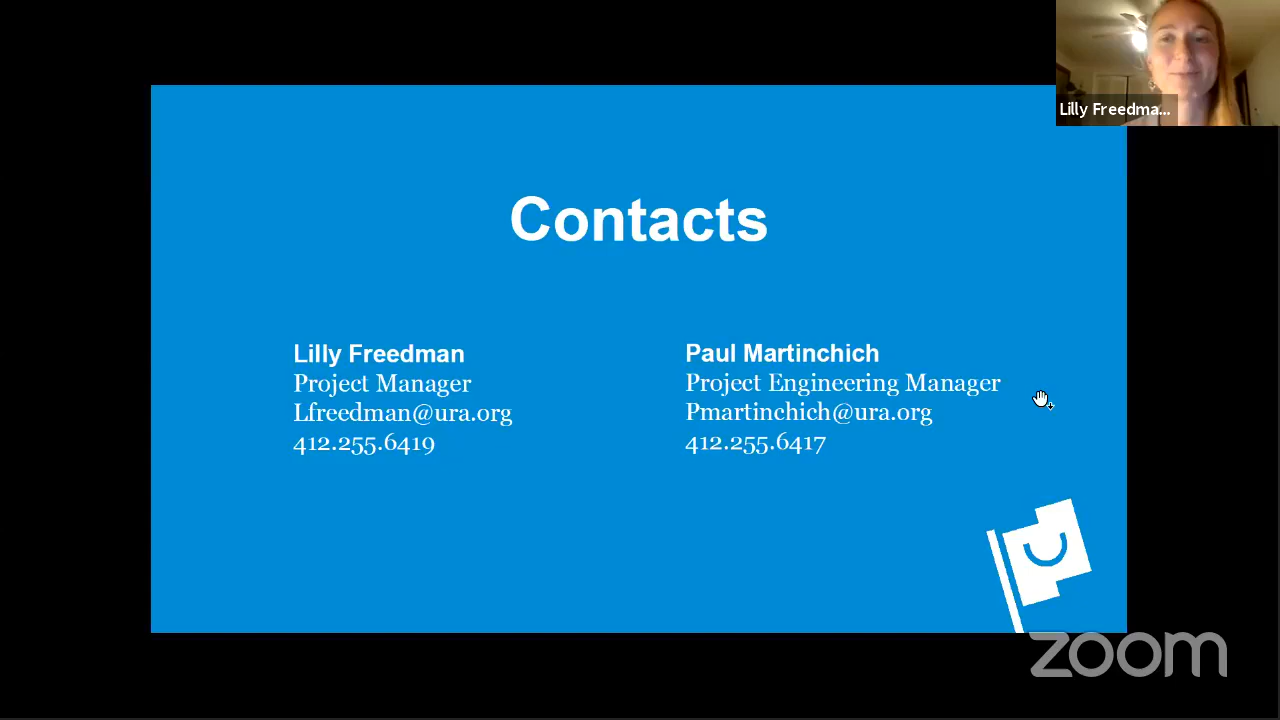 Lilly Freedma...
Contacts
Lilly Freedman
Project Manager
Lfreedman@ura.org
412.255.6419
Paul Martinchich
Project Engineering Manager
Pmartinchich@ura.org
412.255.6417
zoom